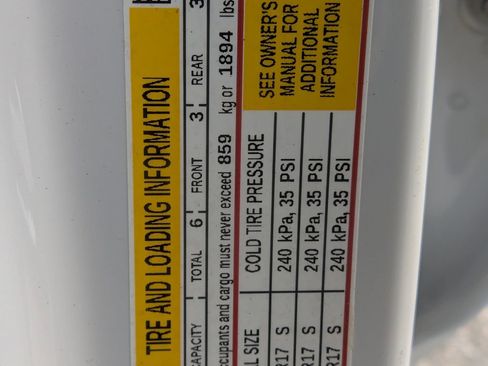 TIRE AND LOADING INFORMATION
CAPACITY TOTAL 6 FRONT 3 REAR 3
occupants and cargo must never exceed 859 kg or 1894 lbs
SIZE COLD TIRE PRESSURE
R17 S 240 kPa, 35 PSI
R17 S 240 kPa, 35 PSI
R17 S 240 kPa, 35 PSI
SEE OWNER'S
MANUAL FOR
ADDITIONAL
INFORMATION